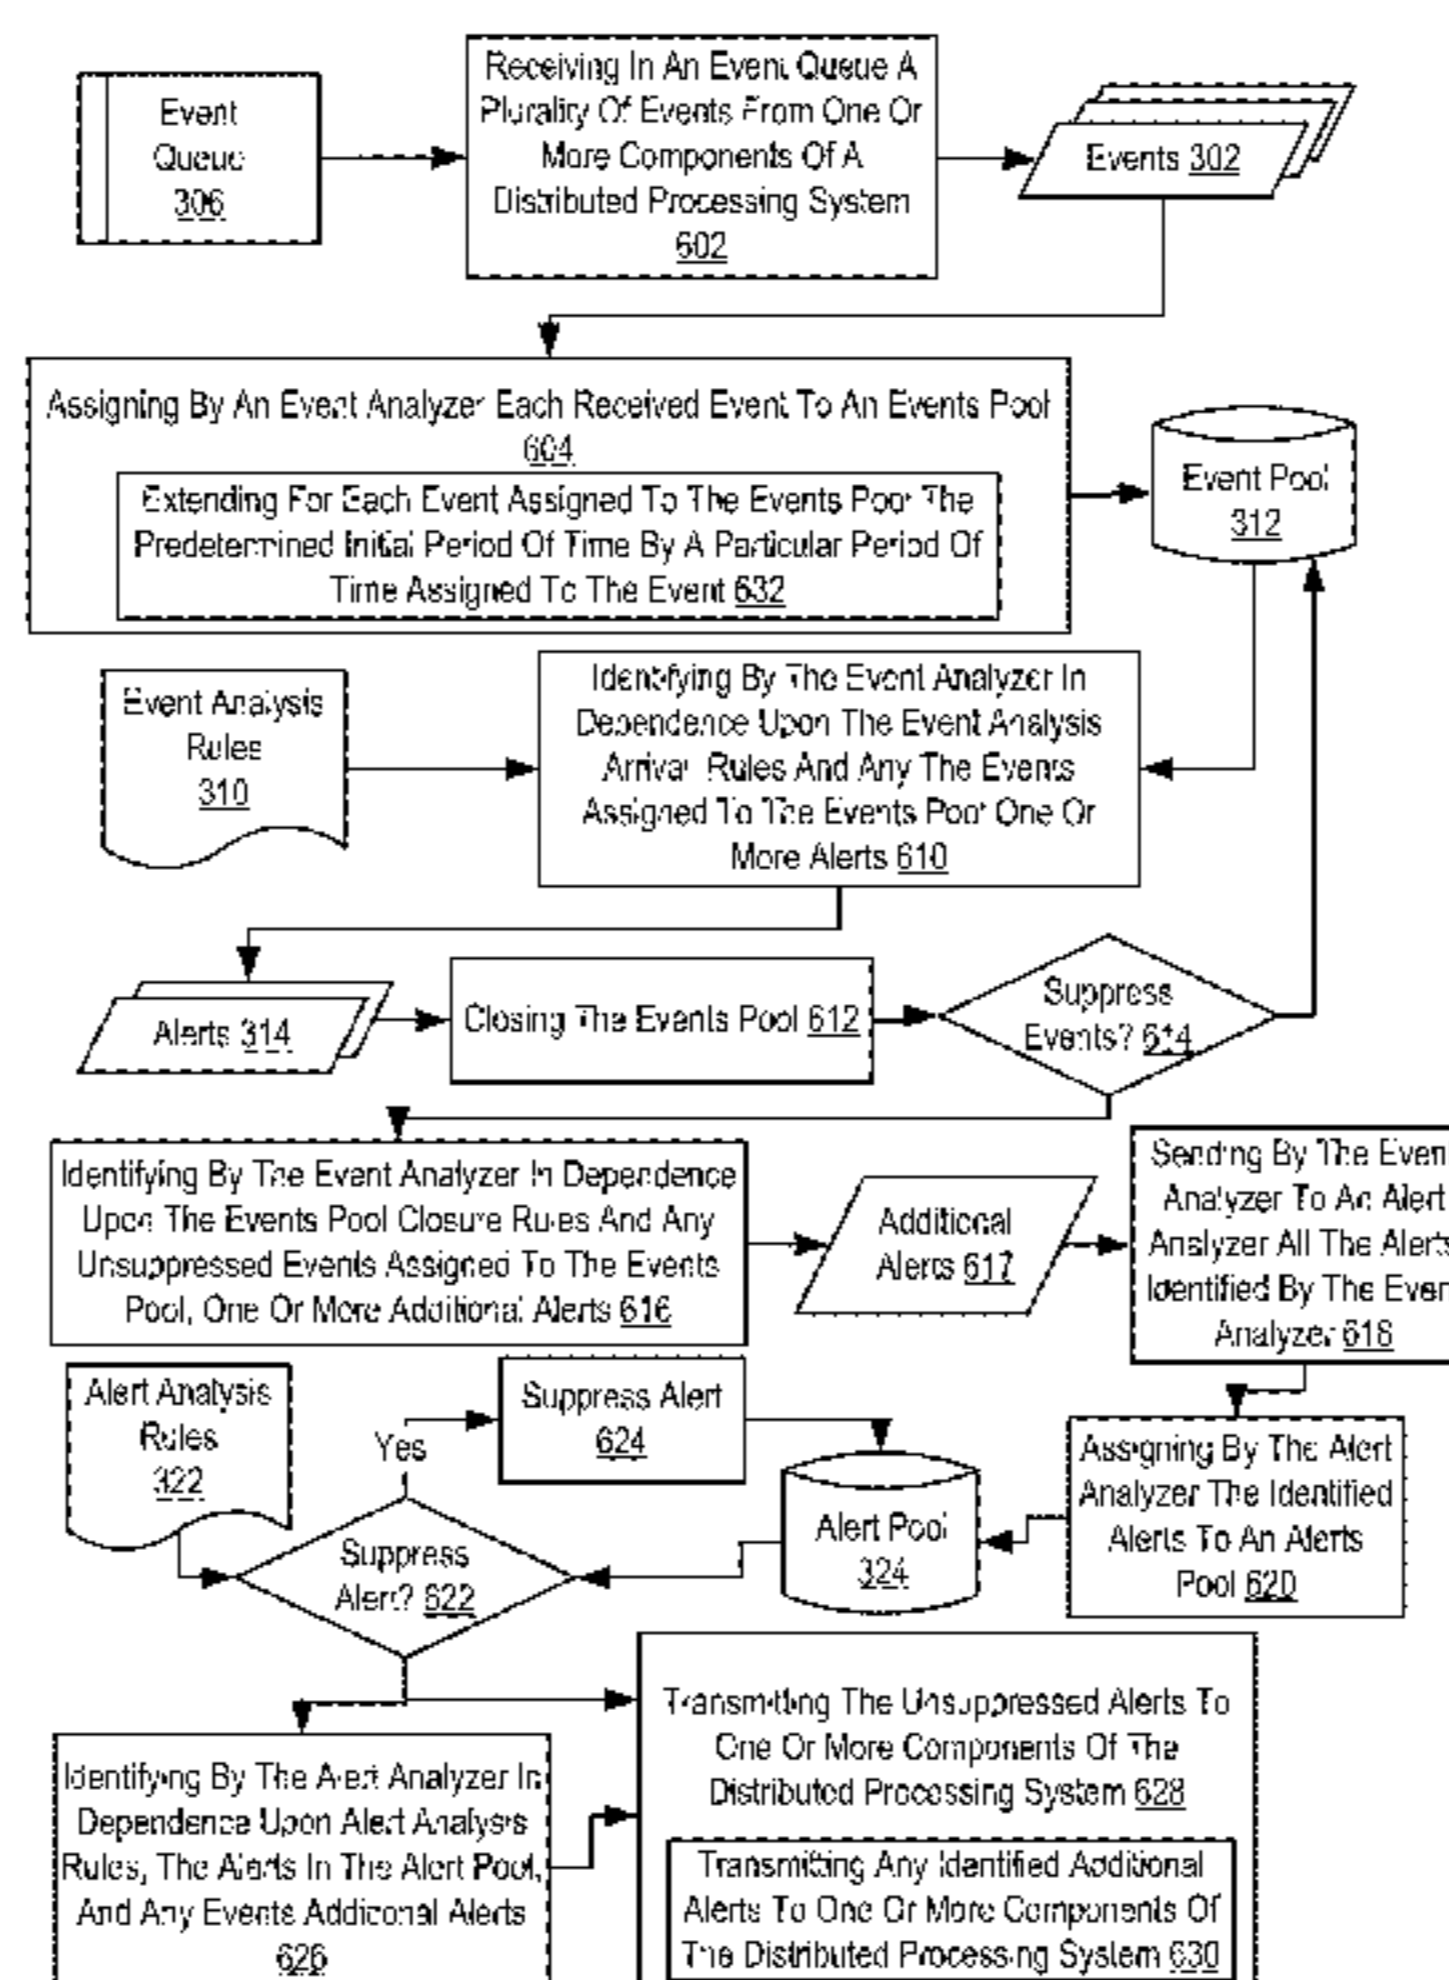 Event
Queue
306
Receiving In An Event Queue A
Plurality Of Events From One Or
More Components Of A
Distributed Processing System
602
Events 302
Assigning By An Event Analyzer Each Received Event To An Events Pool
604
Extending For Each Event Assigned To The Events Pool The
Predetermined Initial Period Of Time By A Particular Period Of
Time Assigned To The Event 632
Event Pool
312
Event Analysis
Rules
310
Identifying By The Event Analyzer In
Dependence Upon The Event Analysis
Arrival Rules And Any The Events
Assigned To The Events Pool One Or
More Alerts 610
Alerts 314
Closing The Events Pool 612
Suppress
Events? 614
Identifying By The Event Analyzer In Dependence
Upon The Events Pool Closure Rules And Any
Unsuppressed Events Assigned To The Events
Pool, One Or More Additional Alerts 616
Additional
Alerts 617
Sending By The Event
Analyzer To An Alert
Analyzer All The Alerts
Identified By The Event
Analyzer 618
Alert Analysis
Rules
322
Yes
Suppress Alert
624
Alert Pool
324
Assigning By The Alert
Analyzer The Identified
Alerts To An Alerts
Pool 620
Suppress
Alert? 622
Identifying By The Alert Analyzer In
Dependence Upon Alert Analysis
Rules, The Alerts In The Alert Pool,
And Any Events Additional Alerts
626
Transmitting The Unsuppressed Alerts To
One Or More Components Of The
Distributed Processing System 628
Transmitting Any Identified Additional
Alerts To One Or More Components Of
The Distributed Processing System 630